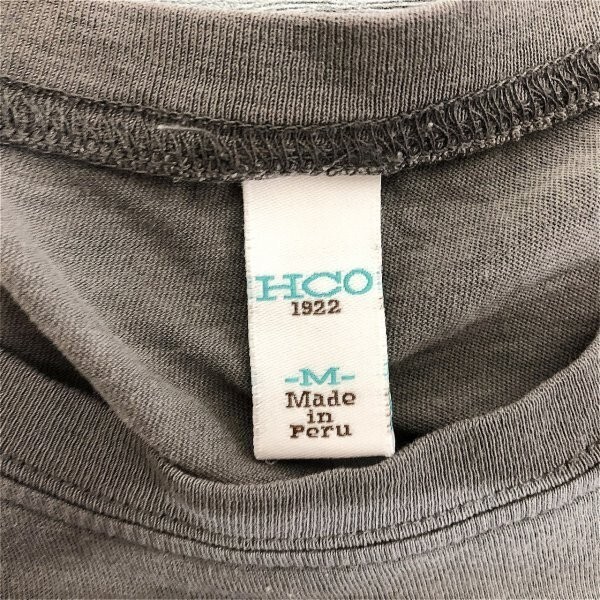 HCO
1922
-M-
Made
in
Peru